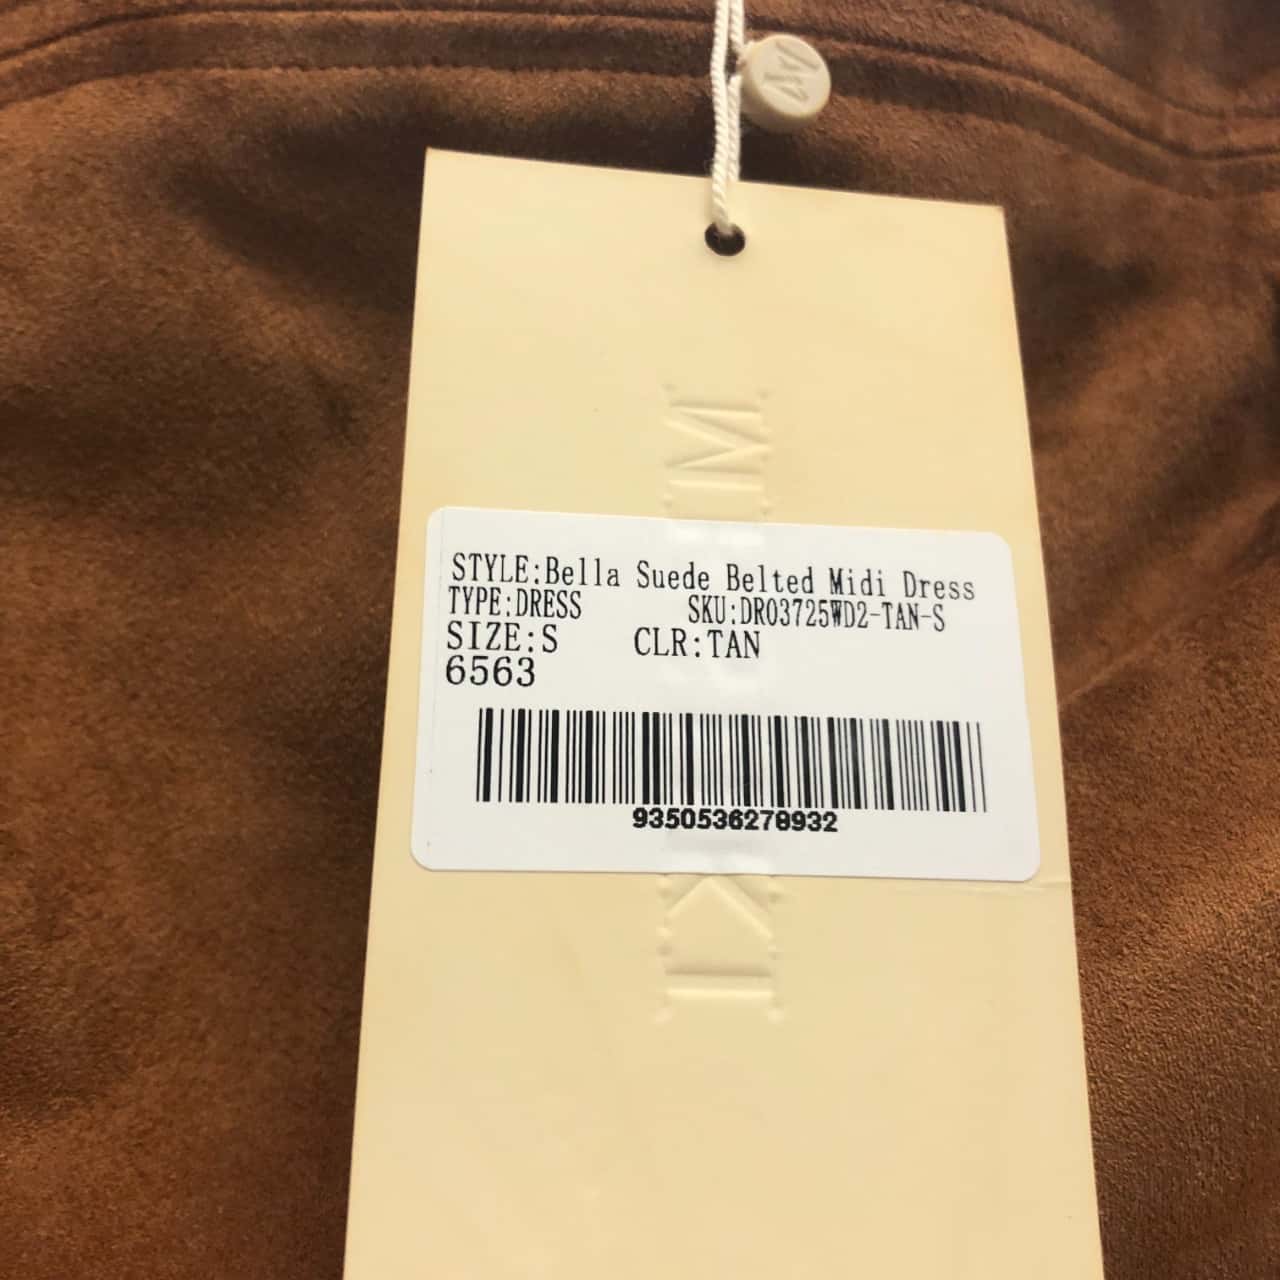 STYLE:Bella Suede Belted Midi Dress
TYPE:DRESS SKU:DR03725WD2-TAN-S
SIZE:S CLR:TAN
6563
9350536278932